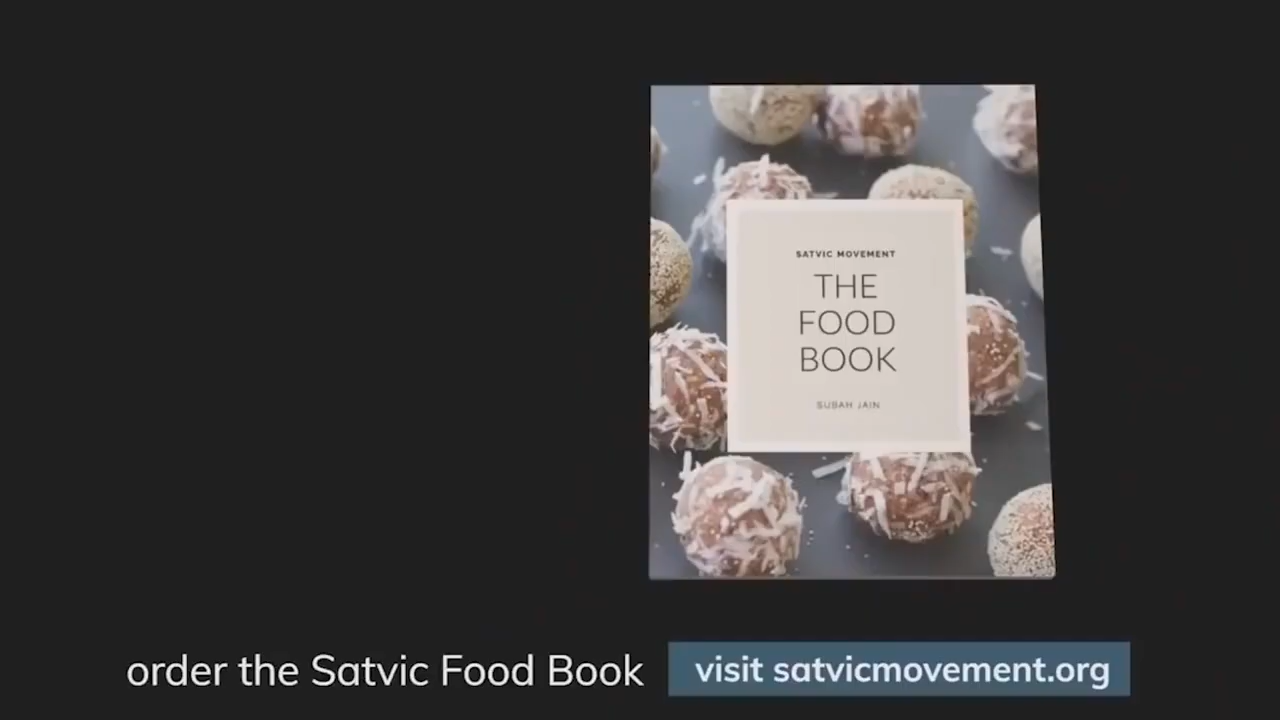 SATVIC MOVEMENT
THE
FOOD
BOOK
SUBAH JAIN
order the Satvic Food Book
visit satvicmovement.org